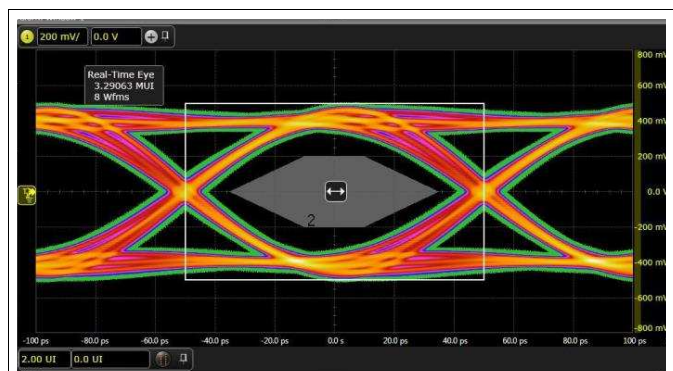 1 200 mV/ 0.0 V
800 mV
Real-Time Eye
3.29063 MUI
8 Wfms
600 mV
400 mV
200 mV
0.0 V
2
-200 mV
-400 mV
-600 mV
-800 mV
-100 ps -80.0 ps -60.0 ps -40.0 ps -20.0 ps 0.0 s 20.0 ps 40.0 ps 60.0 ps 80.0 ps 100 ps
2.00 UI 0.0 UI